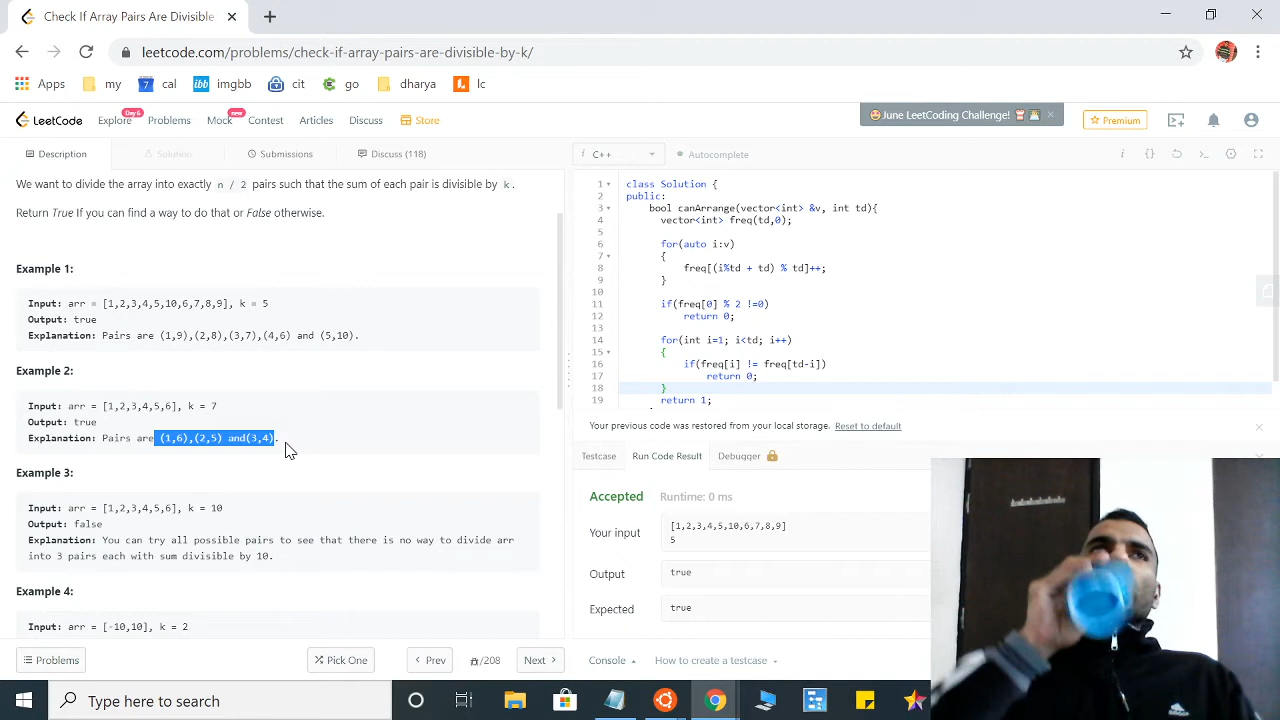 Check If Array Pairs Are Divisible
leetcode.com/problems/check-if-array-pairs-are-divisible-by-k/
Apps my cal imgbb cit go dharya lc
LeetCode Explore Day 6 Problems Mock new Contest Articles Discuss Store
June LeetCoding Challenge!
Premium
Description Solution Submissions Discuss (118)
We want to divide the array into exactly n / 2 pairs such that the sum of each pair is divisible by k.
Return True If you can find a way to do that or False otherwise.
Example 1:
Input: arr = [1,2,3,4,5,10,6,7,8,9], k = 5
Output: true
Explanation: Pairs are (1,9),(2,8),(3,7),(4,6) and (5,10).
Example 2:
Input: arr = [1,2,3,4,5,6], k = 7
Output: true
Explanation: Pairs are (1,6),(2,5) and(3,4).
Example 3:
Input: arr = [1,2,3,4,5,6], k = 10
Output: false
Explanation: You can try all possible pairs to see that there is no way to divide arr
into 3 pairs each with sum divisible by 10.
Example 4:
Input: arr = [-10,10], k = 2
Problems Pick One Prev /208 Next
C++ Autocomplete
1 class Solution {
2 public:
3 bool canArrange(vector<int> &v, int td){
4 vector<int> freq(td,0);
5
6 for(auto i:v)
7 {
8 freq[(i%td + td) % td]++;
9 }
10
11 if(freq[0] % 2 !=0)
12 return 0;
13
14 for(int i=1; i<td; i++)
15 {
16 if(freq[i] != freq[td-i])
17 return 0;
18 }
19 return 1;
Your previous code was restored from your local storage. Reset to default
Testcase Run Code Result Debugger
Accepted Runtime: 0 ms
Your input
[1,2,3,4,5,10,6,7,8,9]
5
Output
true
Expected
true
Console How to create a testcase
Type here to search